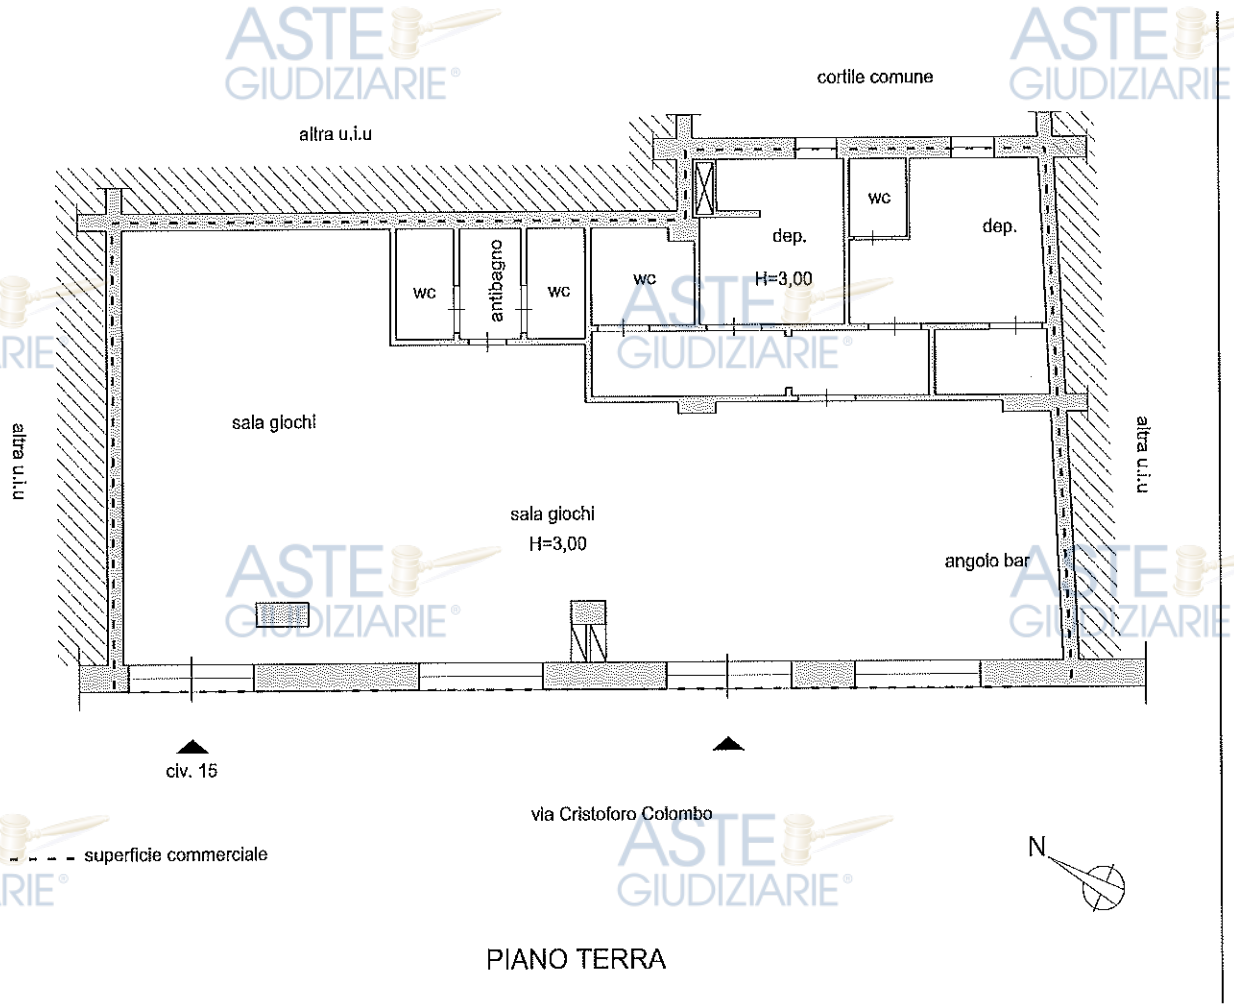 ASTE
GIUDIZIARIE®
ASTE
GIUDIZIARIE
cortile comune
altra u.i.u
wc
dep.
dep.
H=3,00
wc
antibagno
wc
wc
ASTE
GIUDIZIARIE®
RIE®
sala giochi
altra u.i.u
altra u.i.u
sala giochi
H=3,00
angolo bar
ASTE
GIUDIZIARIE®
ASTE
GIUDIZIARIE
civ. 15
via Cristoforo Colombo
ASTE
GIUDIZIARIE®
superficie commerciale
RIE®
N
PIANO TERRA